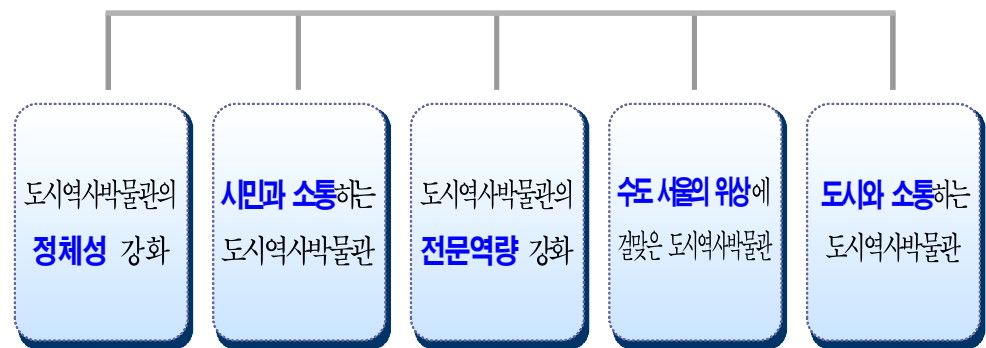 도시역사박물관의
정체성 강화
시민과 소통하는
도시역사박물관
도시역사박물관의
전문역량 강화
수도 서울의 위상에
걸맞은 도시역사박물관
도시와 소통하는
도시역사박물관